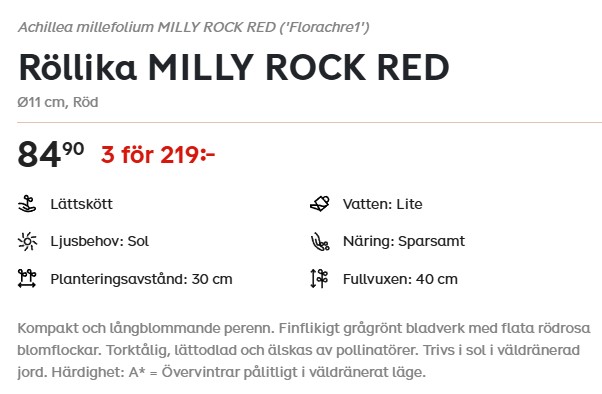 Achillea millefolium MILLY ROCK RED ('Florachre1')
Röllika MILLY ROCK RED
Ø11 cm, Röd
84⁹⁰ 3 för 219:-
Lättskött
Vatten: Lite
Ljusbehov: Sol
Näring: Sparsamt
Planteringsavstånd: 30 cm
Fullvuxen: 40 cm
Kompakt och långblommande perenn. Finflikigt grågrönt bladverk med flata rödrosa
blomflockar. Torktålig, lättodlad och älskas av pollinatörer. Trivs i sol i väldränerad
jord. Härdighet: A* = Övervintrar pålitligt i väldränerat läge.